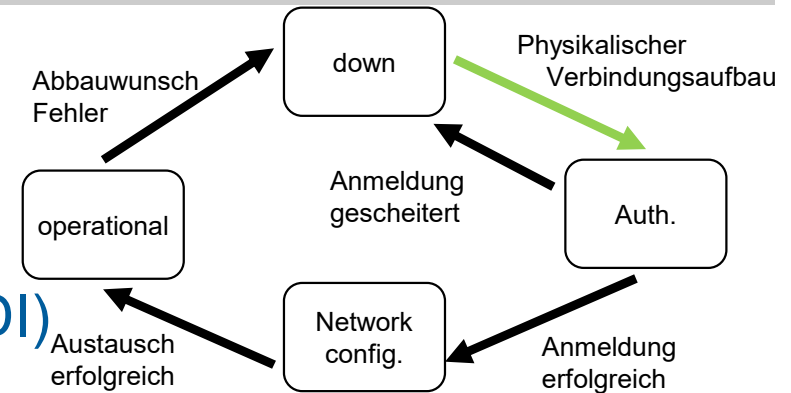 down
Physikalischer
Verbindungsaufbau
Abbauwunsch
Fehler
Anmeldung
gescheitert
Auth.
operational
Network
config.
Austausch
erfolgreich
Anmeldung
erfolgreich